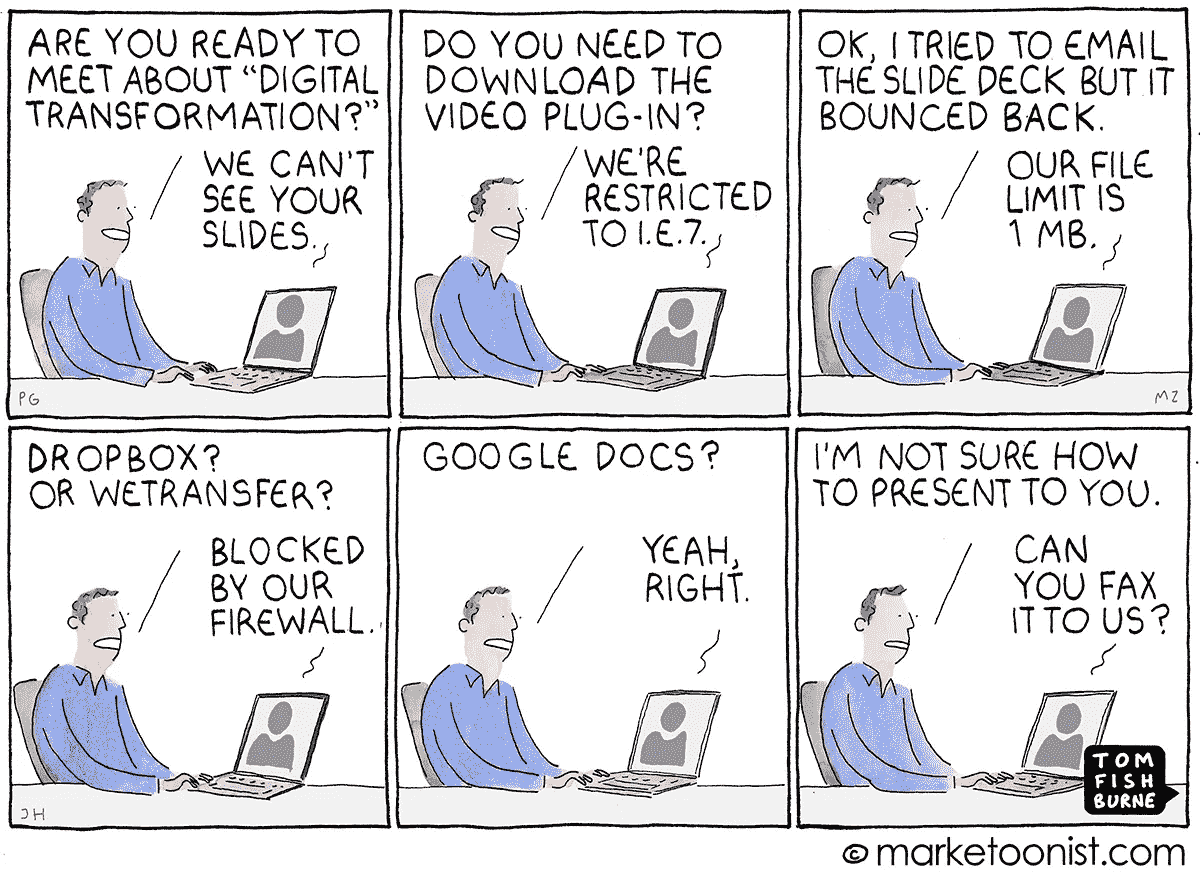 ARE YOU READY TO
MEET ABOUT “DIGITAL
TRANSFORMATION?”
WE CAN'T
SEE YOUR
SLIDES.
PG
DO YOU NEED TO
DOWNLOAD THE
VIDEO PLUG-IN?
WE'RE
RESTRICTED
TO I.E.7.
OK, I TRIED TO EMAIL
THE SLIDE DECK BUT IT
BOUNCED BACK.
OUR FILE
LIMIT IS
1 MB.
MZ
DROPBOX?
OR WETRANSFER?
BLOCKED
BY OUR
FIREWALL.
JH
GOOGLE DOCS?
YEAH,
RIGHT.
I'M NOT SURE HOW
TO PRESENT TO YOU.
CAN
YOU FAX
IT TO US?
TOM
FISH
BURNE
© marketoonist.com